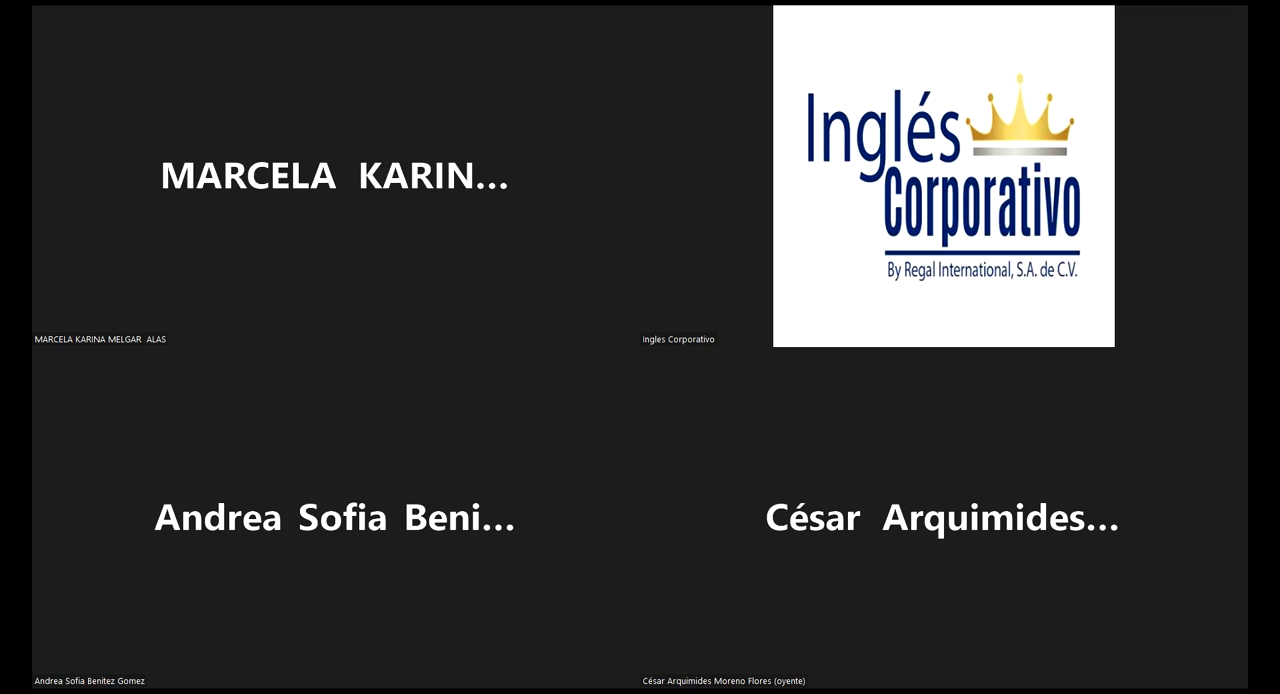 MARCELA KARIN...
MARCELA KARINA MELGAR ALAS
Inglés
Corporativo
By Regal International, S.A. de C.V.
Ingles Corporativo
Andrea Sofia Beni...
Andrea Sofia Benitez Gomez
César Arquimides...
César Arquimides Moreno Flores (oyente)